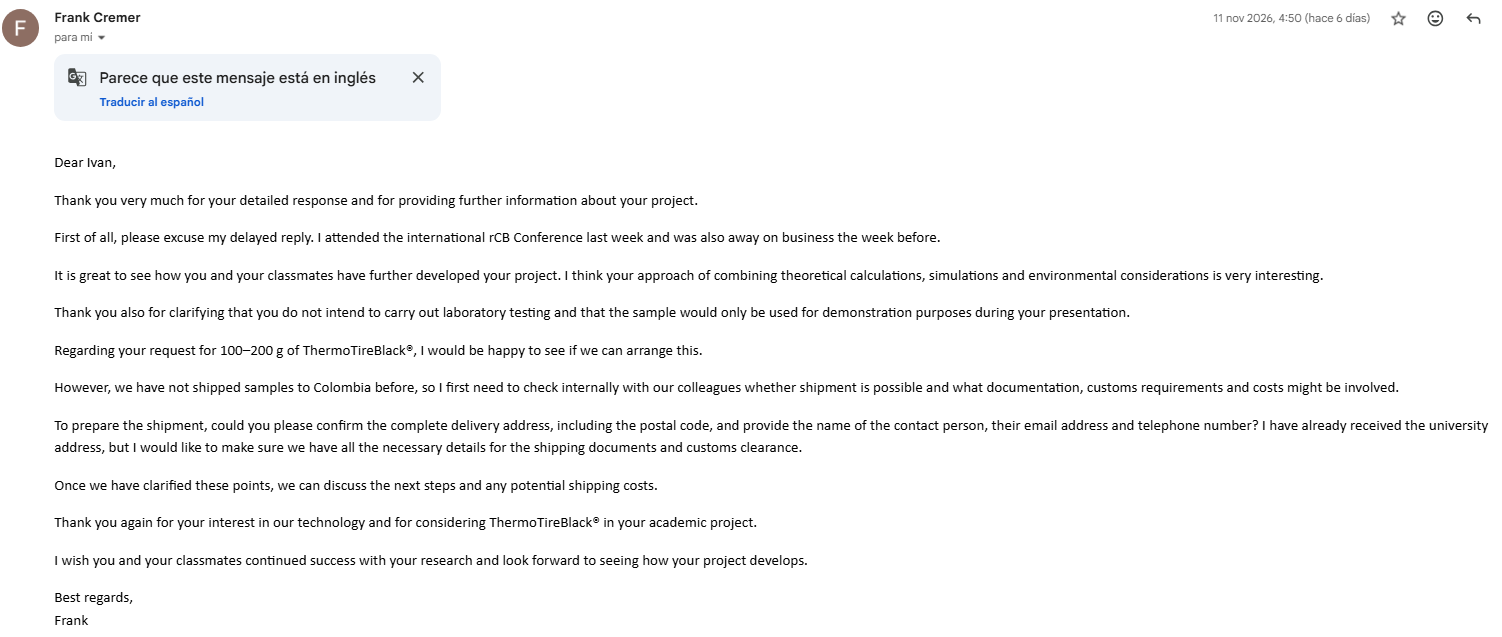 F
Frank Cremer
11 nov 2026, 4:50 (hace 6 días)
para mí
Parece que este mensaje está en inglés
Traducir al español
Dear Ivan,
Thank you very much for your detailed response and for providing further information about your project.
First of all, please excuse my delayed reply. I attended the international rCB Conference last week and was also away on business the week before.
It is great to see how you and your classmates have further developed your project. I think your approach of combining theoretical calculations, simulations and environmental considerations is very interesting.
Thank you also for clarifying that you do not intend to carry out laboratory testing and that the sample would only be used for demonstration purposes during your presentation.
Regarding your request for 100–200 g of ThermoTireBlack®, I would be happy to see if we can arrange this.
However, we have not shipped samples to Colombia before, so I first need to check internally with our colleagues whether shipment is possible and what documentation, customs requirements and costs might be involved.
To prepare the shipment, could you please confirm the complete delivery address, including the postal code, and provide the name of the contact person, their email address and telephone number? I have already received the university
address, but I would like to make sure we have all the necessary details for the shipping documents and customs clearance.
Once we have clarified these points, we can discuss the next steps and any potential shipping costs.
Thank you again for your interest in our technology and for considering ThermoTireBlack® in your academic project.
I wish you and your classmates continued success with your research and look forward to seeing how your project develops.
Best regards,
Frank